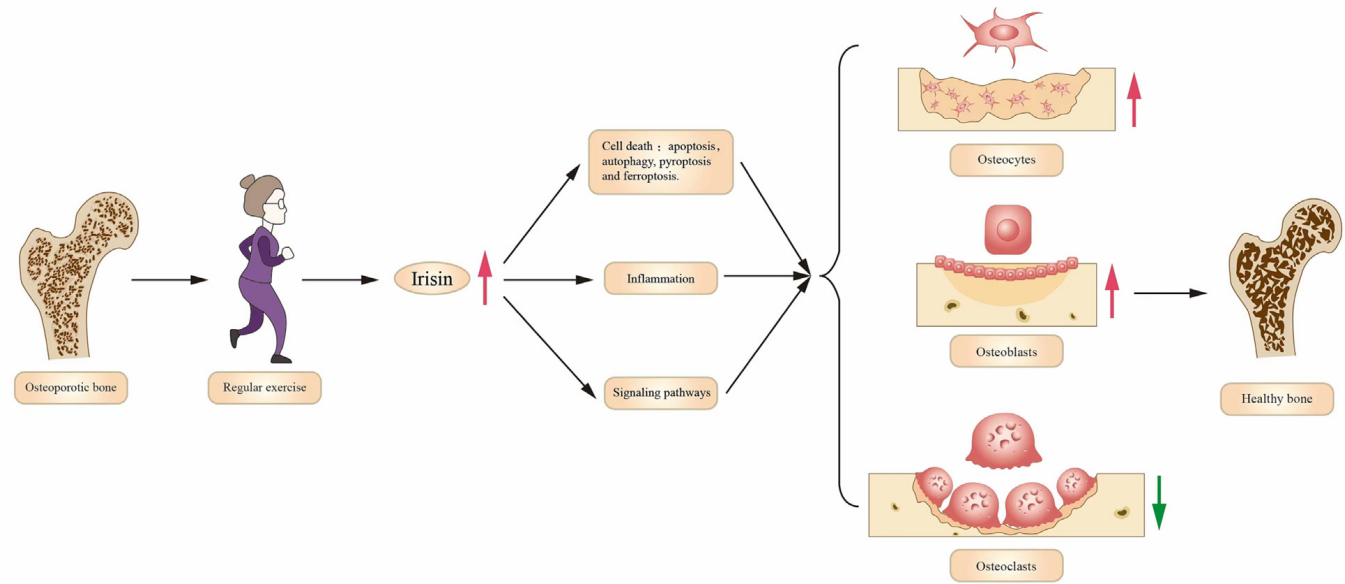 Osteoporotic bone
Regular exercise
Irisin
Cell death : apoptosis,
autophagy, pyroptosis
and ferroptosis.
Inflammation
Signaling pathways
Osteocytes
Osteoblasts
Osteoclasts
Healthy bone